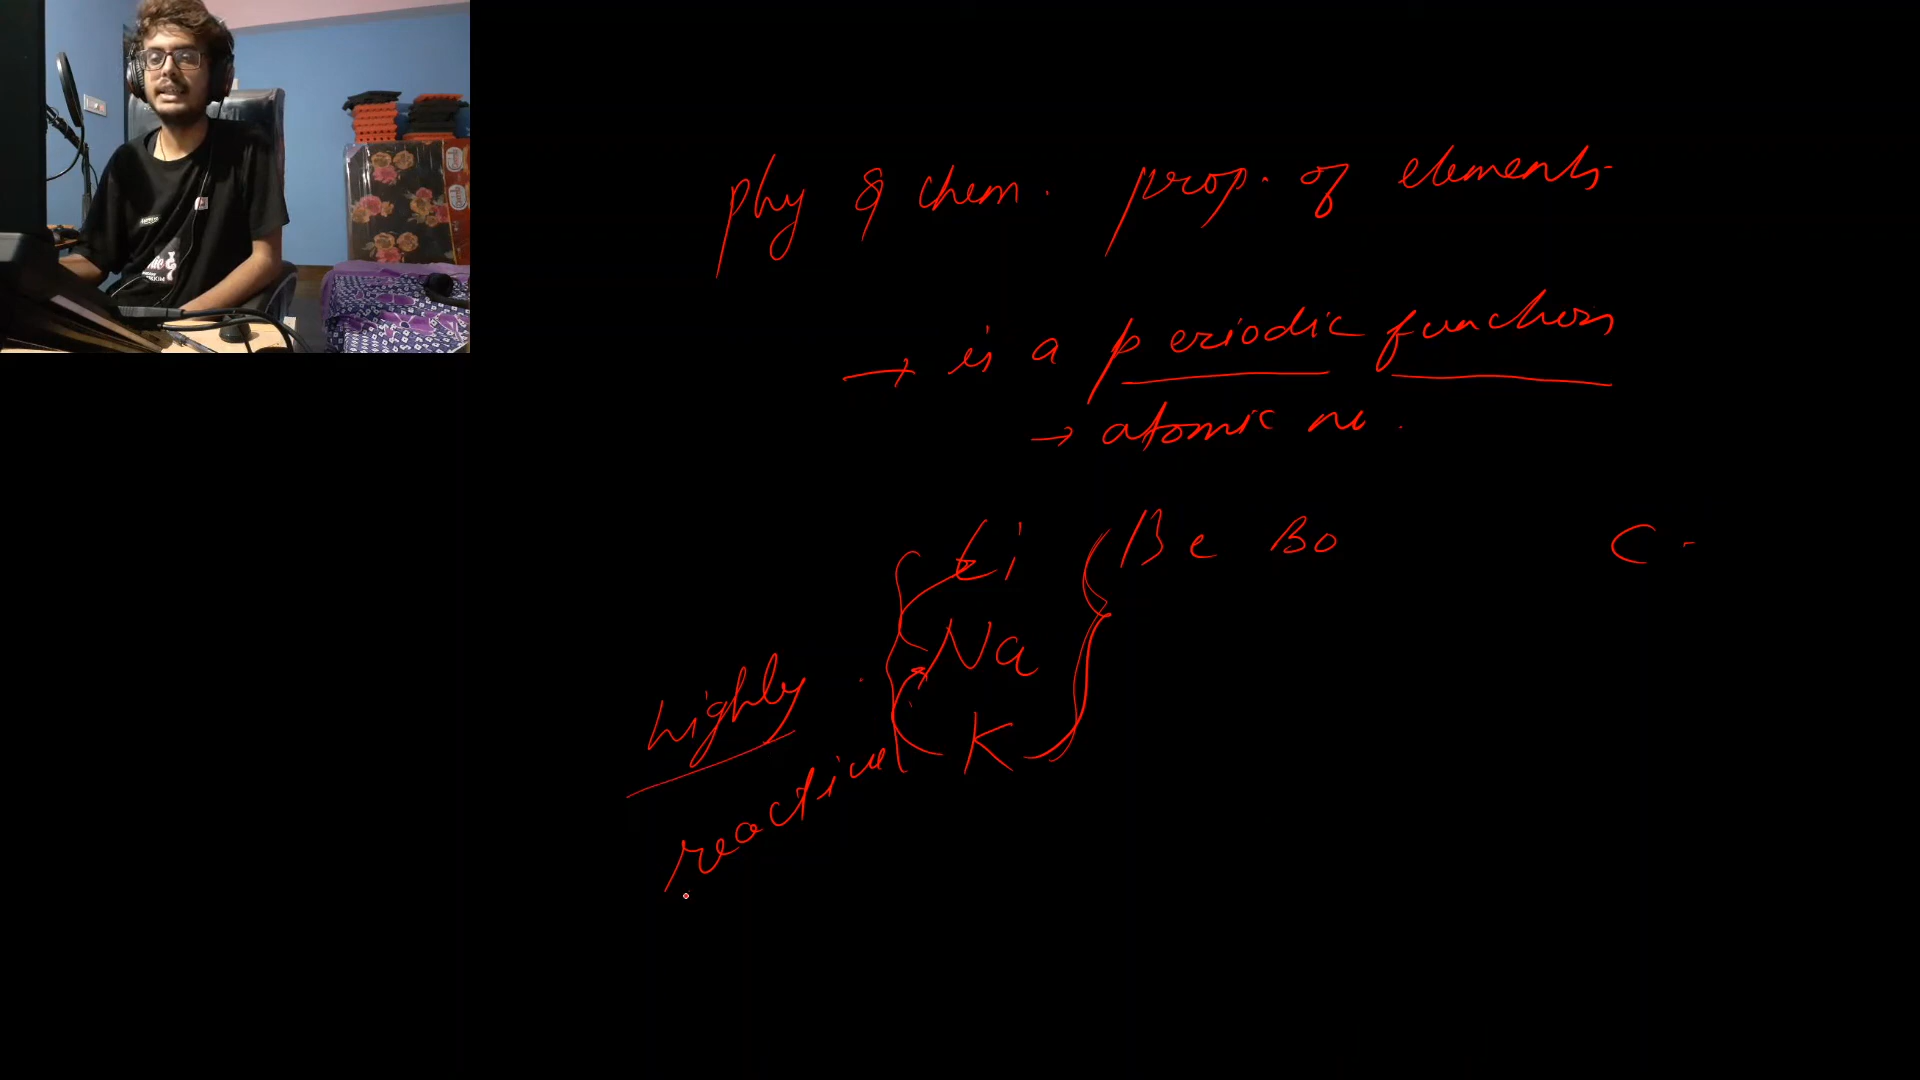 phy & chem. prop. of elements
→ is a periodic function
→ atomic no.
Li Be Bo C
Na
K
highly
reactive